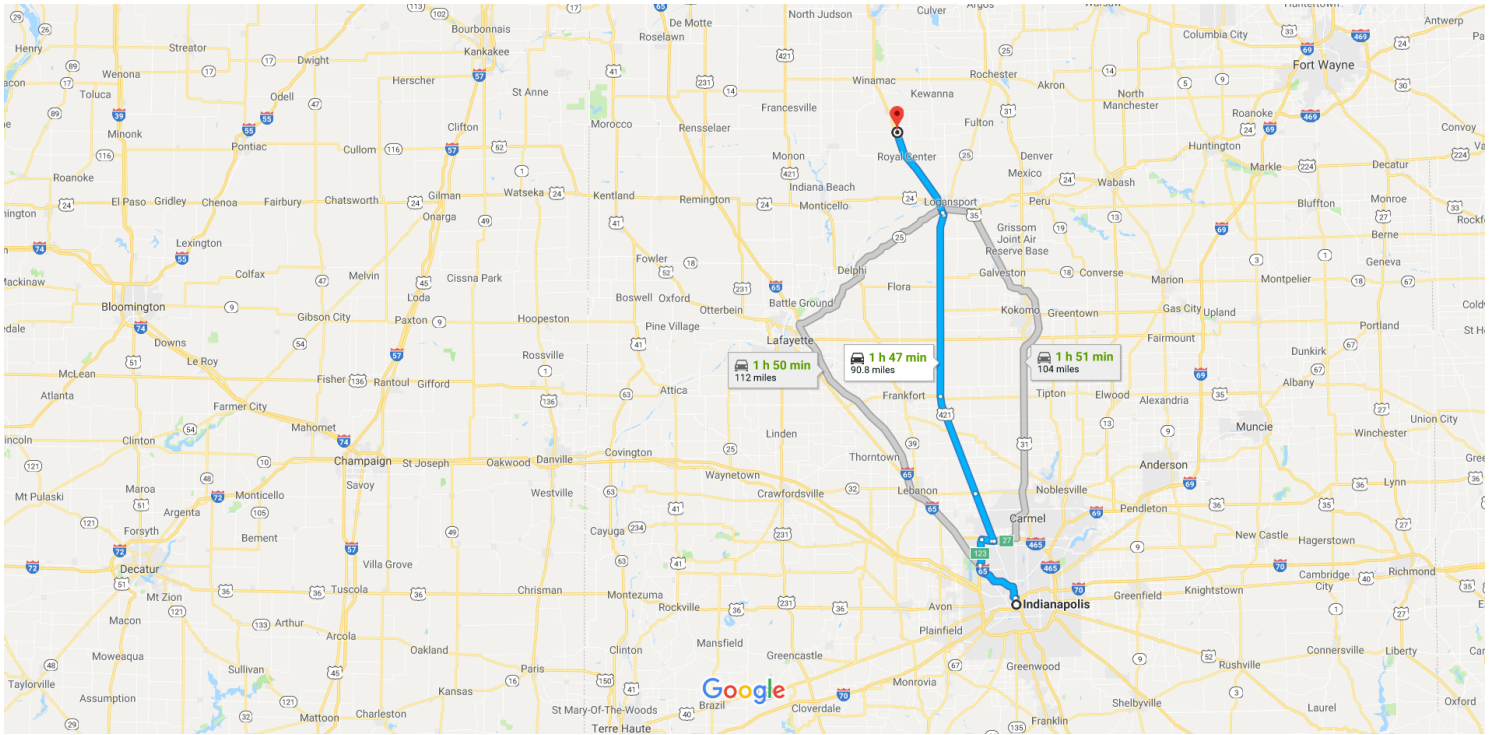 North Judson
Culver
Argos
Warsaw
Huntertown
Antwerp
De Motte
Roselawn
Bourbonnais
Kankakee
Columbia City
Fort Wayne
Henry
Streator
Dwight
Wenona
Toluca
Odell
Herscher
St Anne
Winamac
Kewanna
Rochester
Akron
North
Manchester
Roanoke
Francesville
Morocco
Rensselaer
Fulton
Minonk
Pontiac
Cullom
Clifton
Convoy
Huntington
Markle
Decatur
Monon
Royal Center
Denver
Mexico
Wabash
Roanoke
El Paso
Gridley
Chenoa
Fairbury
Chatsworth
Gilman
Onarga
Watseka
Kentland
Remington
Indiana Beach
Monticello
Logansport
Peru
Bluffton
Monroe
Berne
Geneva
Grissom
Joint Air
Reserve Base
Lexington
Colfax
Melvin
Cissna Park
Loda
Fowler
Delphi
Flora
Galveston
Converse
Marion
Montpelier
Mackinaw
Bloomington
Gibson City
Paxton
Hoopeston
Boswell
Oxford
Otterbein
Battle Ground
Pine Village
Kokomo
Greentown
Gas City
Upland
Portland
Downs
Le Roy
Lafayette
Fairmount
Rossville
1 h 50 min
112 miles
1 h 47 min
90.8 miles
1 h 51 min
104 miles
Dunkirk
Albany
McLean
Fisher
Rantoul
Gifford
Attica
Frankfort
Tipton
Elwood
Alexandria
Atlanta
Farmer City
Mahomet
Union City
Muncie
Winchester
Lincoln
Clinton
Champaign
St Joseph
Oakwood
Danville
Covington
Linden
Thorntown
Waynetown
Crawfordsville
Lebanon
Noblesville
Anderson
Pendleton
Lynn
Savoy
Westville
Mt Pulaski
Maroa
Monticello
Argenta
Forsyth
Bement
Cayuga
Carmel
New Castle
Hagerstown
Decatur
Villa Grove
Mt Zion
Macon
Tuscola
Chrisman
Montezuma
Rockville
Indianapolis
Greenfield
Knightstown
Cambridge
City
Richmond
Avon
Plainfield
Arthur
Arcola
Oakland
Clinton
Mansfield
Greencastle
Greenwood
Connersville
Liberty
Rushville
Moweaqua
Taylorville
Assumption
Sullivan
Mattoon
Charleston
Kansas
Paris
St Mary-Of-The-Woods
Terre Haute
Google
Brazil
Cloverdale
Monrovia
Franklin
Shelbyville
Laurel
Oxford